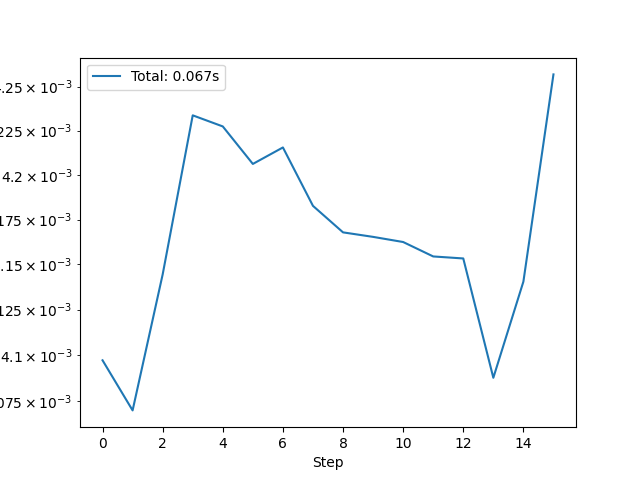 Total: 0.067s
.25 × 10⁻³
225 × 10⁻³
4.2 × 10⁻³
175 × 10⁻³
.15 × 10⁻³
125 × 10⁻³
4.1 × 10⁻³
075 × 10⁻³
0 2 4 6 8 10 12 14
Step